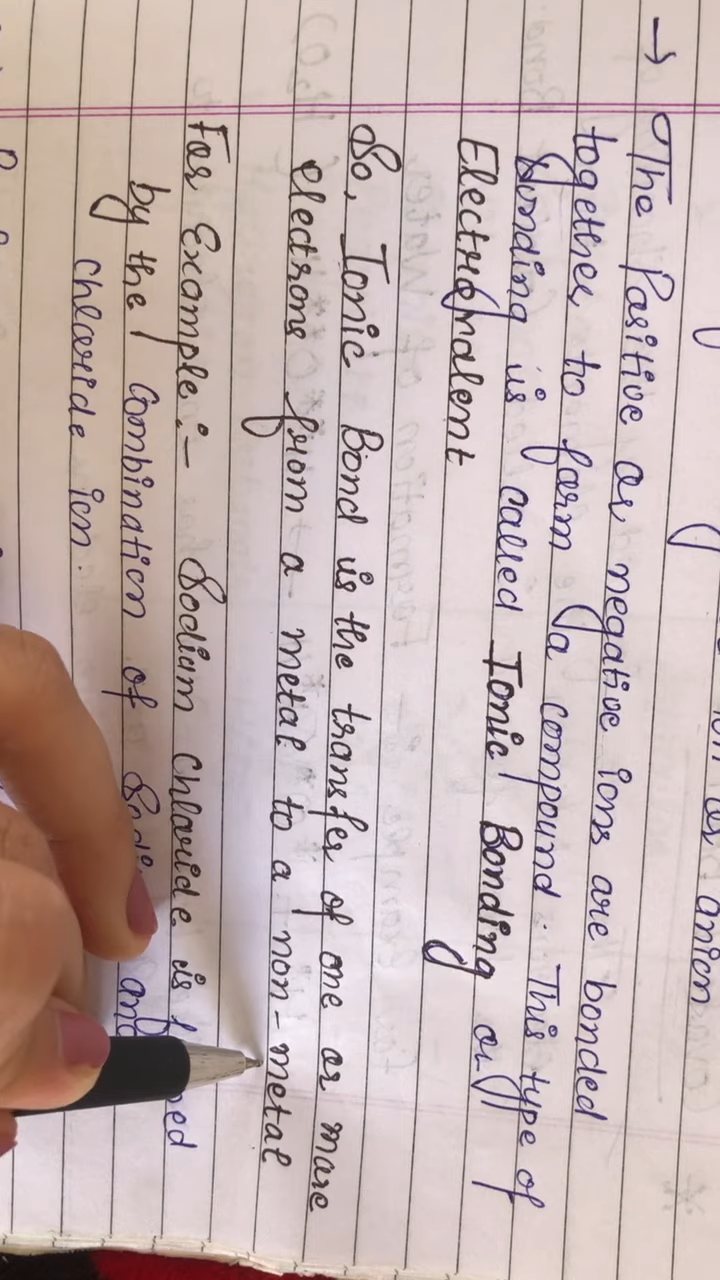 anion
→ The Positive or negative ions are bonded
together to form a compound. This type of
Bonding is called Ionic Bonding or
Electrovalent
So, Ionic Bond is the transfer of one or more
electrons from a metal to a non-metal
For Example:- Sodium chloride is
by the combination of and
chloride ion.